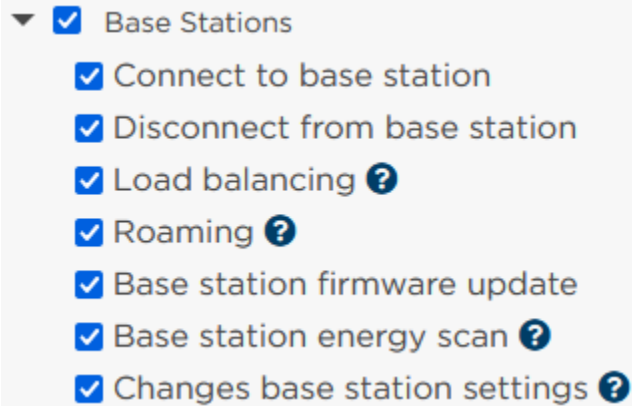 Base Stations
Connect to base station
Disconnect from base station
Load balancing ?
Roaming ?
Base station firmware update
Base station energy scan ?
Changes base station settings ?